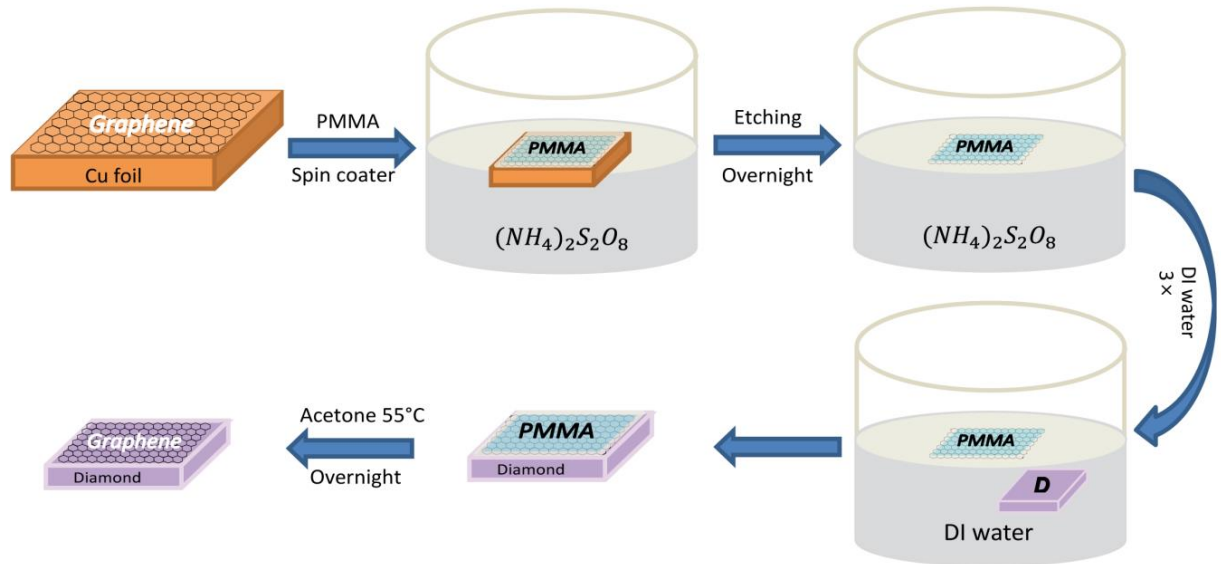 Graphene
Cu foil
PMMA
Spin coater
PMMA
(NH₄)₂S₂O₈
Etching
Overnight
PMMA
(NH₄)₂S₂O₈
DI water
3×
PMMA
D
DI water
PMMA
Diamond
Acetone 55°C
Overnight
Graphene
Diamond